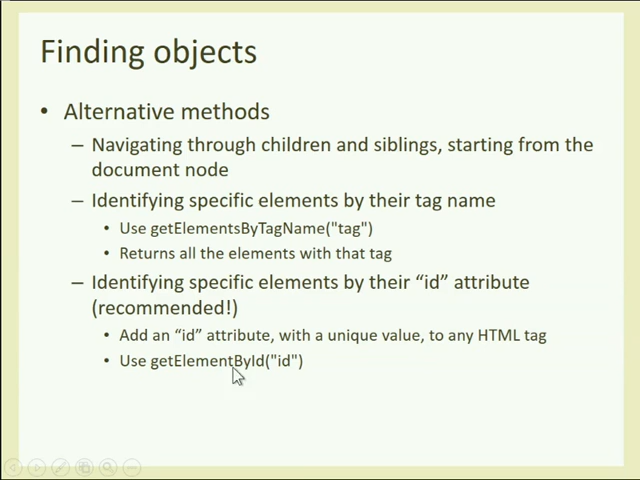 Finding objects
• Alternative methods
– Navigating through children and siblings, starting from the
document node
– Identifying specific elements by their tag name
• Use getElementsByTagName("tag")
• Returns all the elements with that tag
– Identifying specific elements by their “id” attribute
(recommended!)
• Add an “id” attribute, with a unique value, to any HTML tag
• Use getElementById("id")